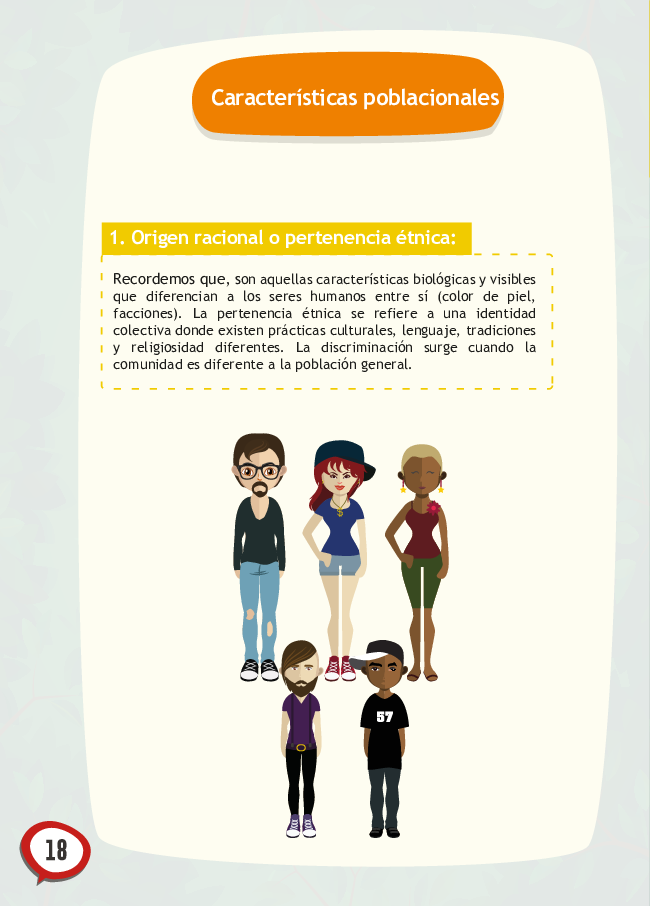 Características poblacionales
1. Origen racional o pertenencia étnica:
Recordemos que, son aquellas características biológicas y visibles
que diferencian a los seres humanos entre sí (color de piel,
facciones). La pertenencia étnica se refiere a una identidad
colectiva donde existen prácticas culturales, lenguaje, tradiciones
y religiosidad diferentes. La discriminación surge cuando la
comunidad es diferente a la población general.
57
18